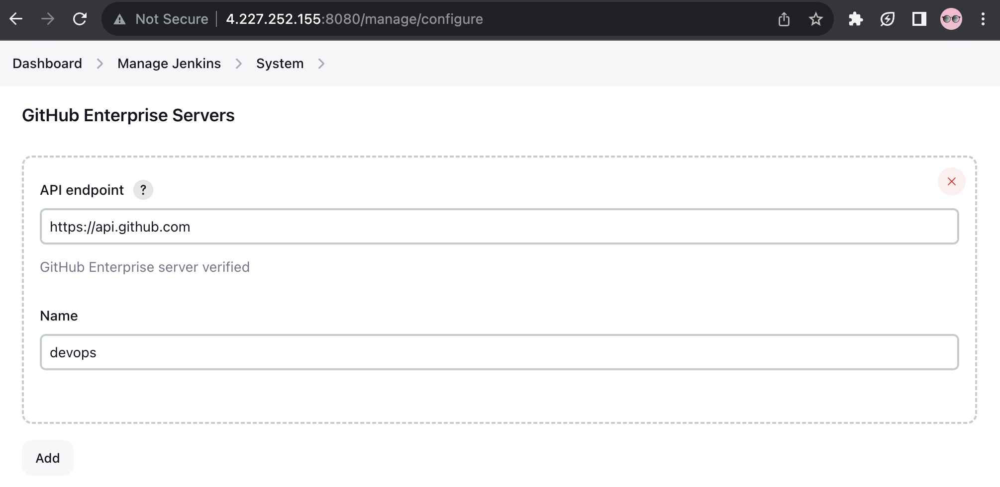 Not Secure 4.227.252.155:8080/manage/configure
Dashboard Manage Jenkins System
GitHub Enterprise Servers
API endpoint ?
https://api.github.com
GitHub Enterprise server verified
Name
devops
Add